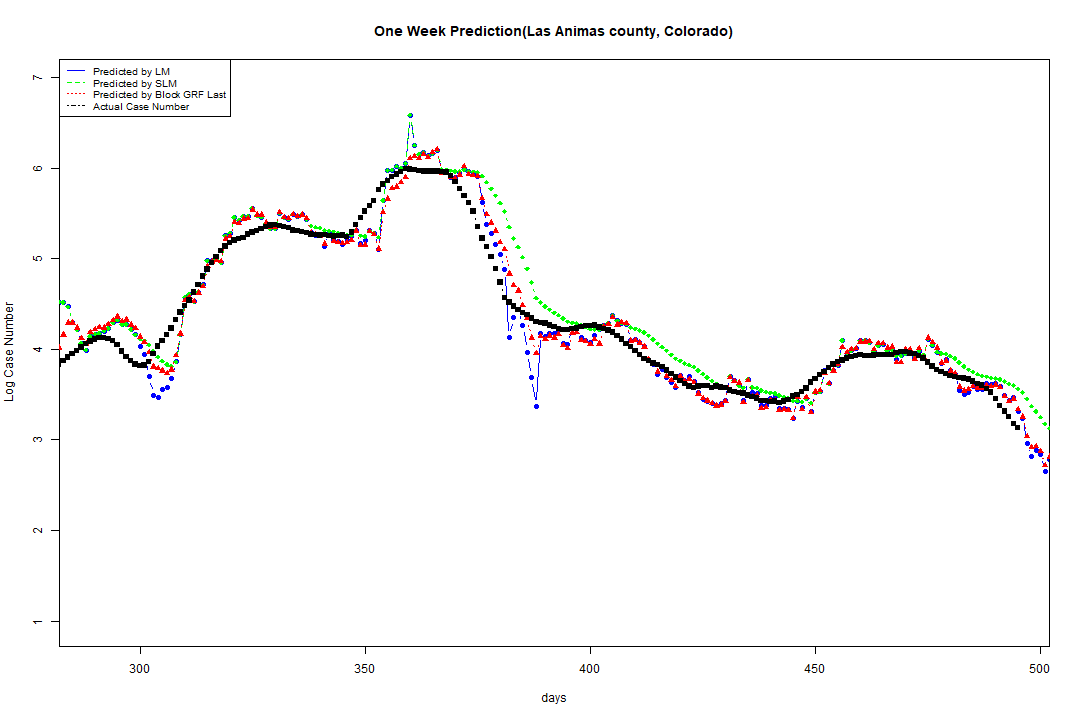 One Week Prediction(Las Animas county, Colorado)
Predicted by LM
Predicted by SLM
Predicted by Block GRF Last
Actual Case Number
Log Case Number
7
6
5
4
3
2
1
300
350
400
450
500
days